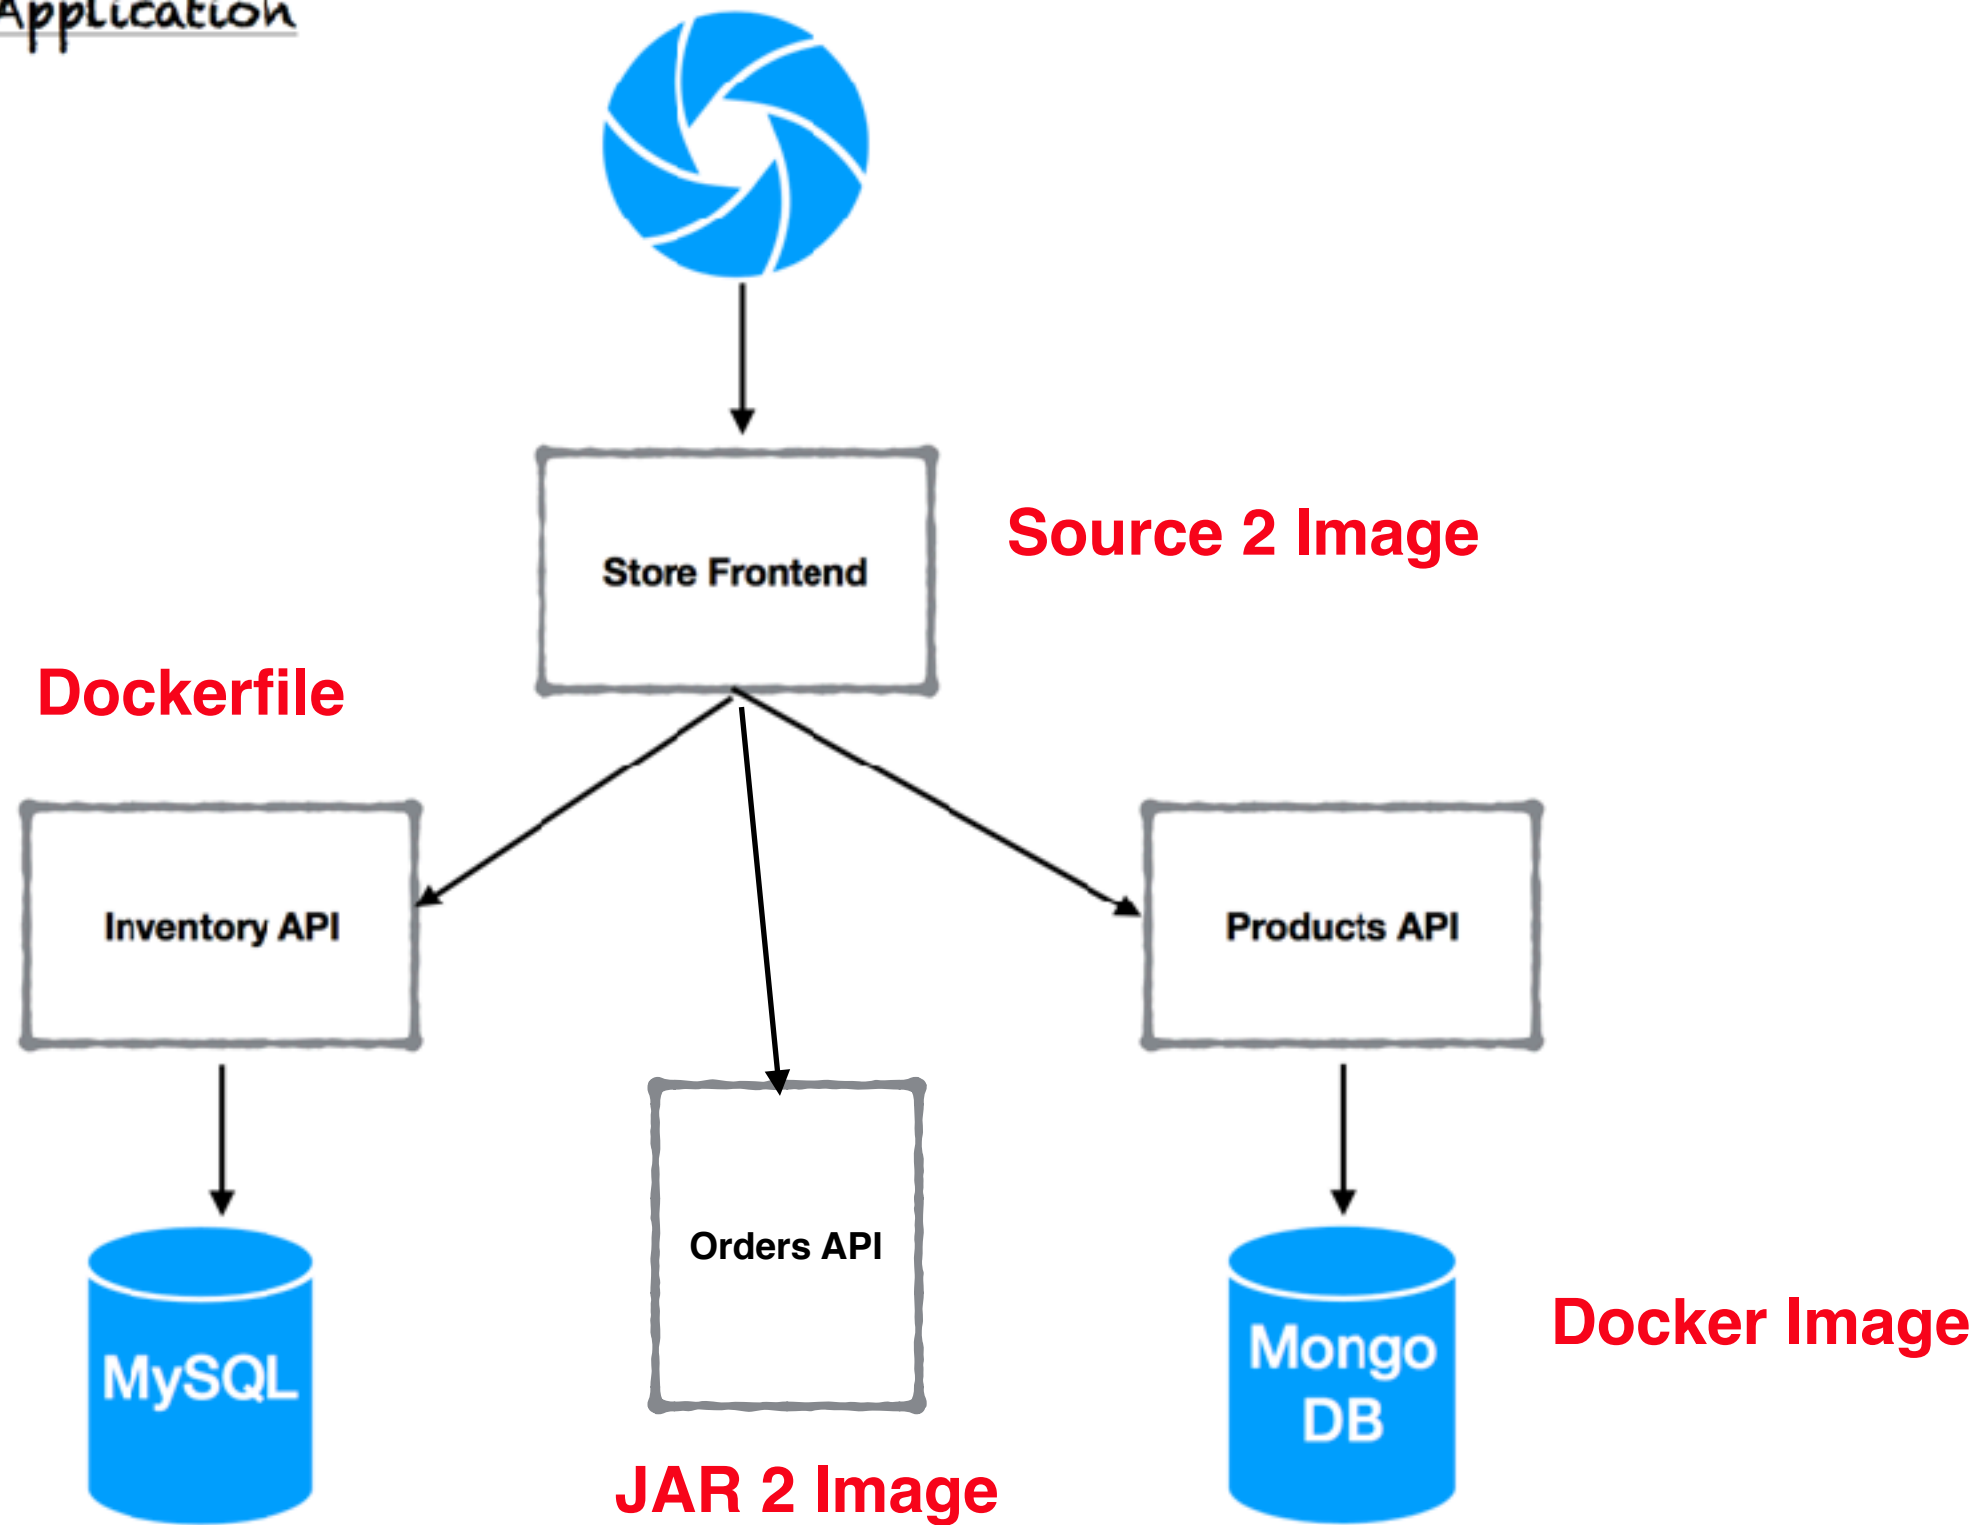 Application
Source 2 Image
Store Frontend
Dockerfile
Inventory API
Products API
Orders API
Docker Image
MySQL
Mongo
DB
JAR 2 Image